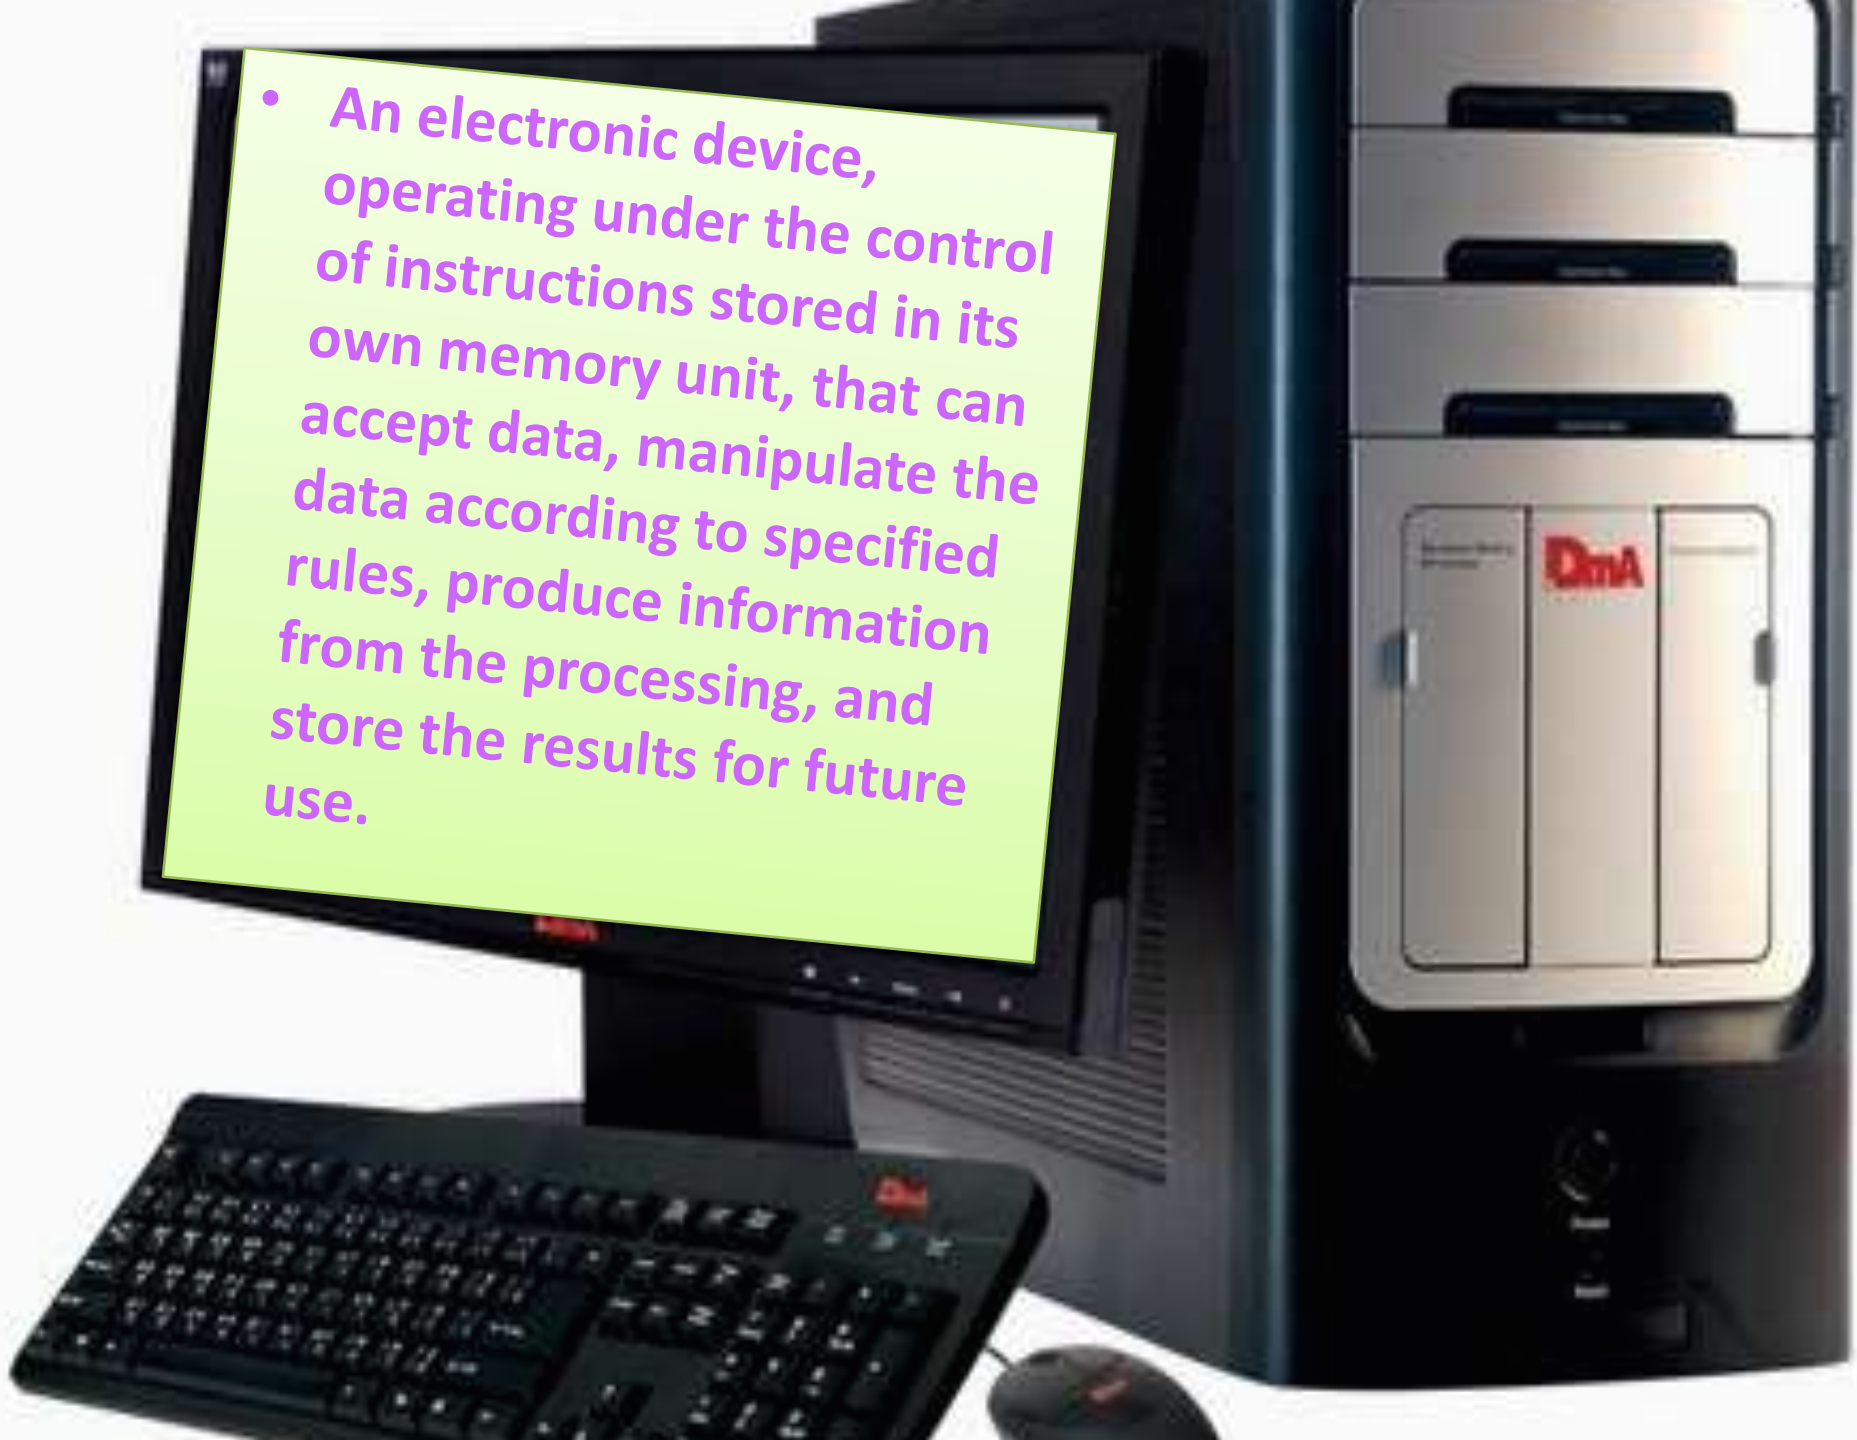 • An electronic device,
operating under the control
of instructions stored in its
own memory unit, that can
accept data, manipulate the
data according to specified
rules, produce information
from the processing, and
store the results for future
use.
DmA